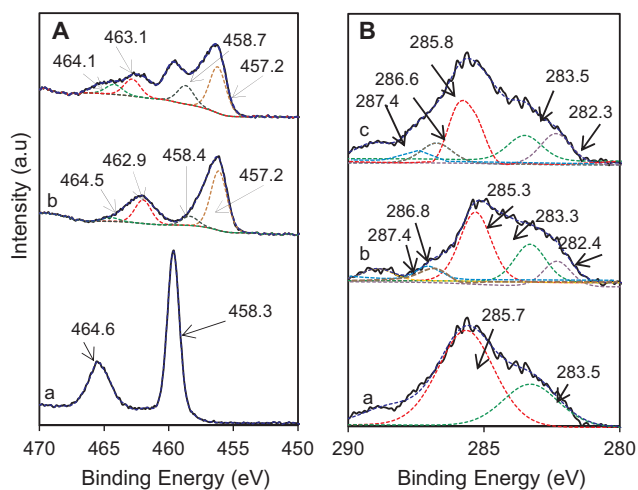 A
464.1
463.1
458.7
457.2
c
464.5
462.9
458.4
457.2
b
464.6
458.3
a
470 465 460 455 450
Binding Energy (eV)
Intensity (a.u)
B
285.8
286.6
287.4
283.5
282.3
c
285.3
286.8
287.4
283.3
282.4
b
285.7
283.5
a
290 285 280
Binding Energy (eV)